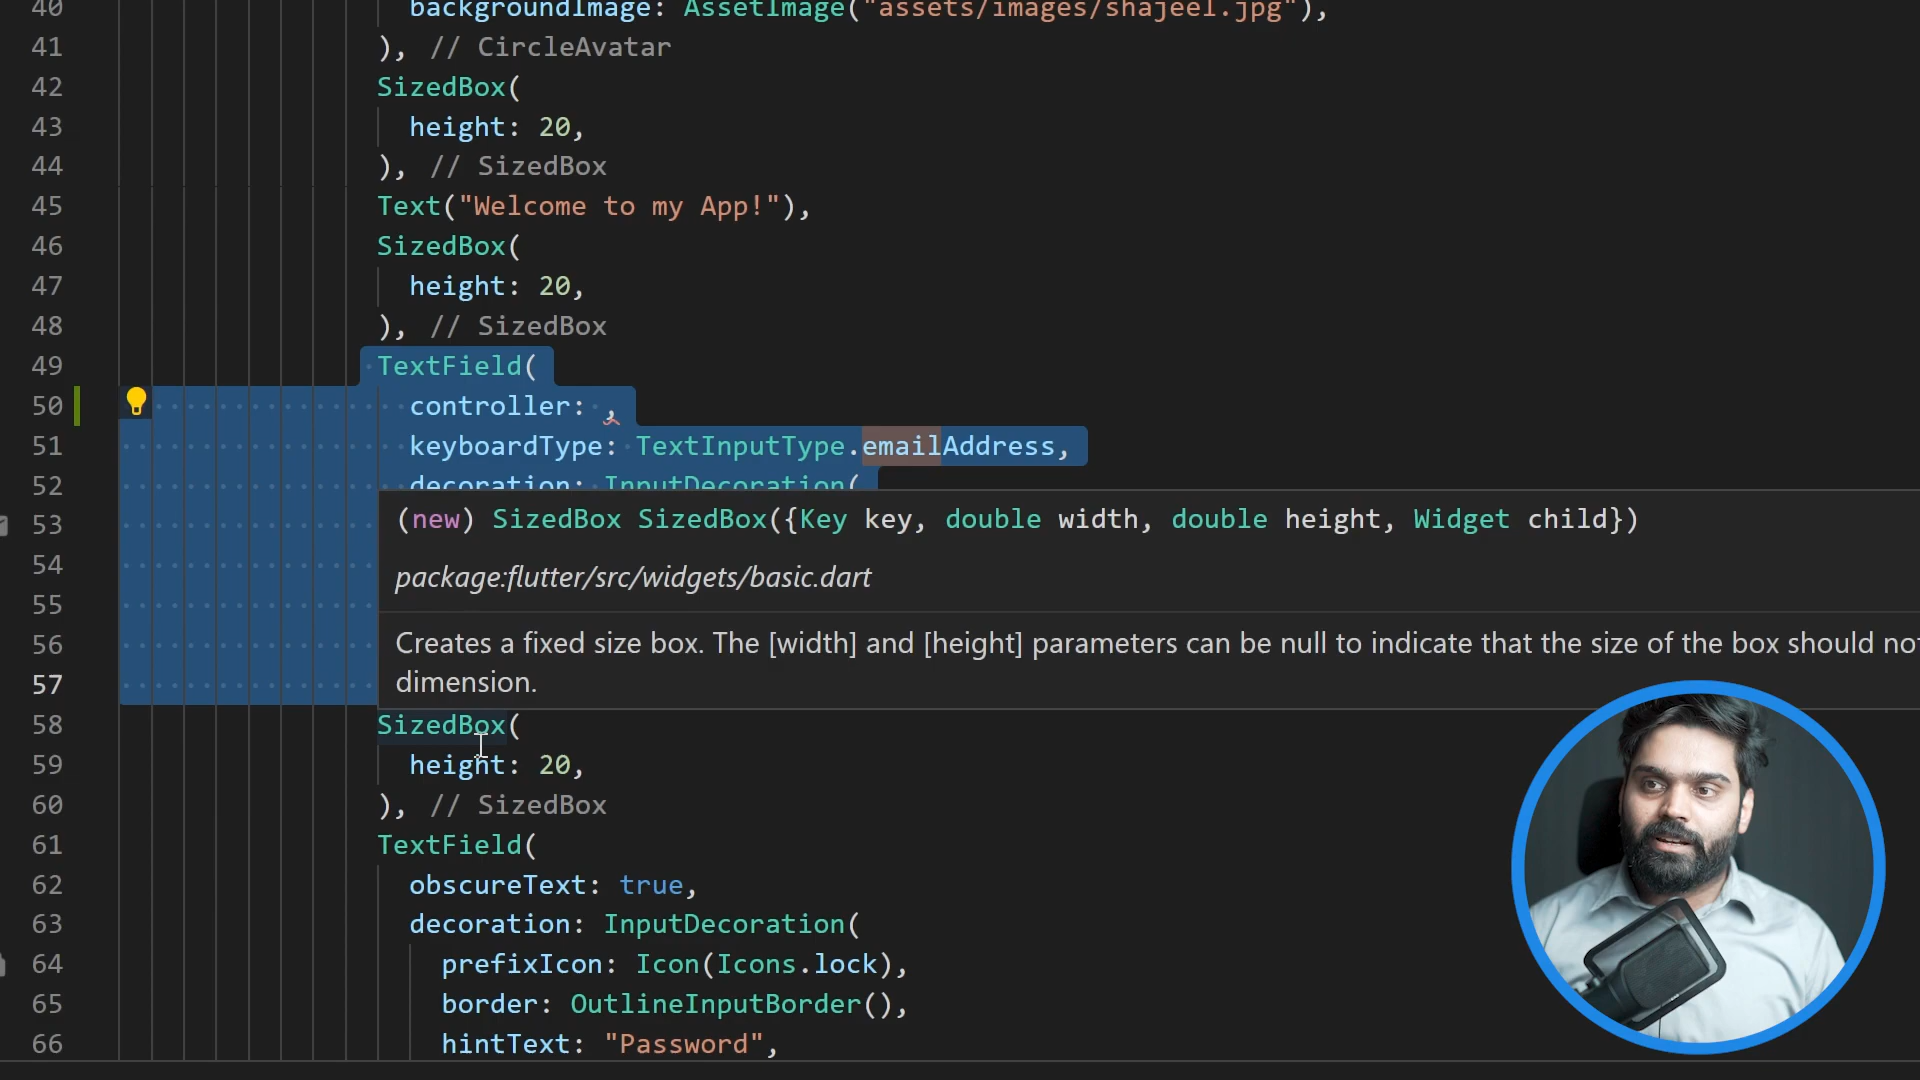 40 backgroundImage: AssetImage("assets/images/shajeel.jpg"),
41 ), // CircleAvatar
42 SizedBox(
43 height: 20,
44 ), // SizedBox
45 Text("Welcome to my App!"),
46 SizedBox(
47 height: 20,
48 ), // SizedBox
49 TextField(
50 controller: ,
51 keyboardType: TextInputType.emailAddress,
52 decoration: InputDecoration(
53 (new) SizedBox SizedBox({Key key, double width, double height, Widget child})
54 package:flutter/src/widgets/basic.dart
55
56 Creates a fixed size box. The [width] and [height] parameters can be null to indicate that the size of the box should no
57 dimension.
58 SizedBox(
59 height: 20,
60 ), // SizedBox
61 TextField(
62 obscureText: true,
63 decoration: InputDecoration(
64 prefixIcon: Icon(Icons.lock),
65 border: OutlineInputBorder(),
66 hintText: "Password",